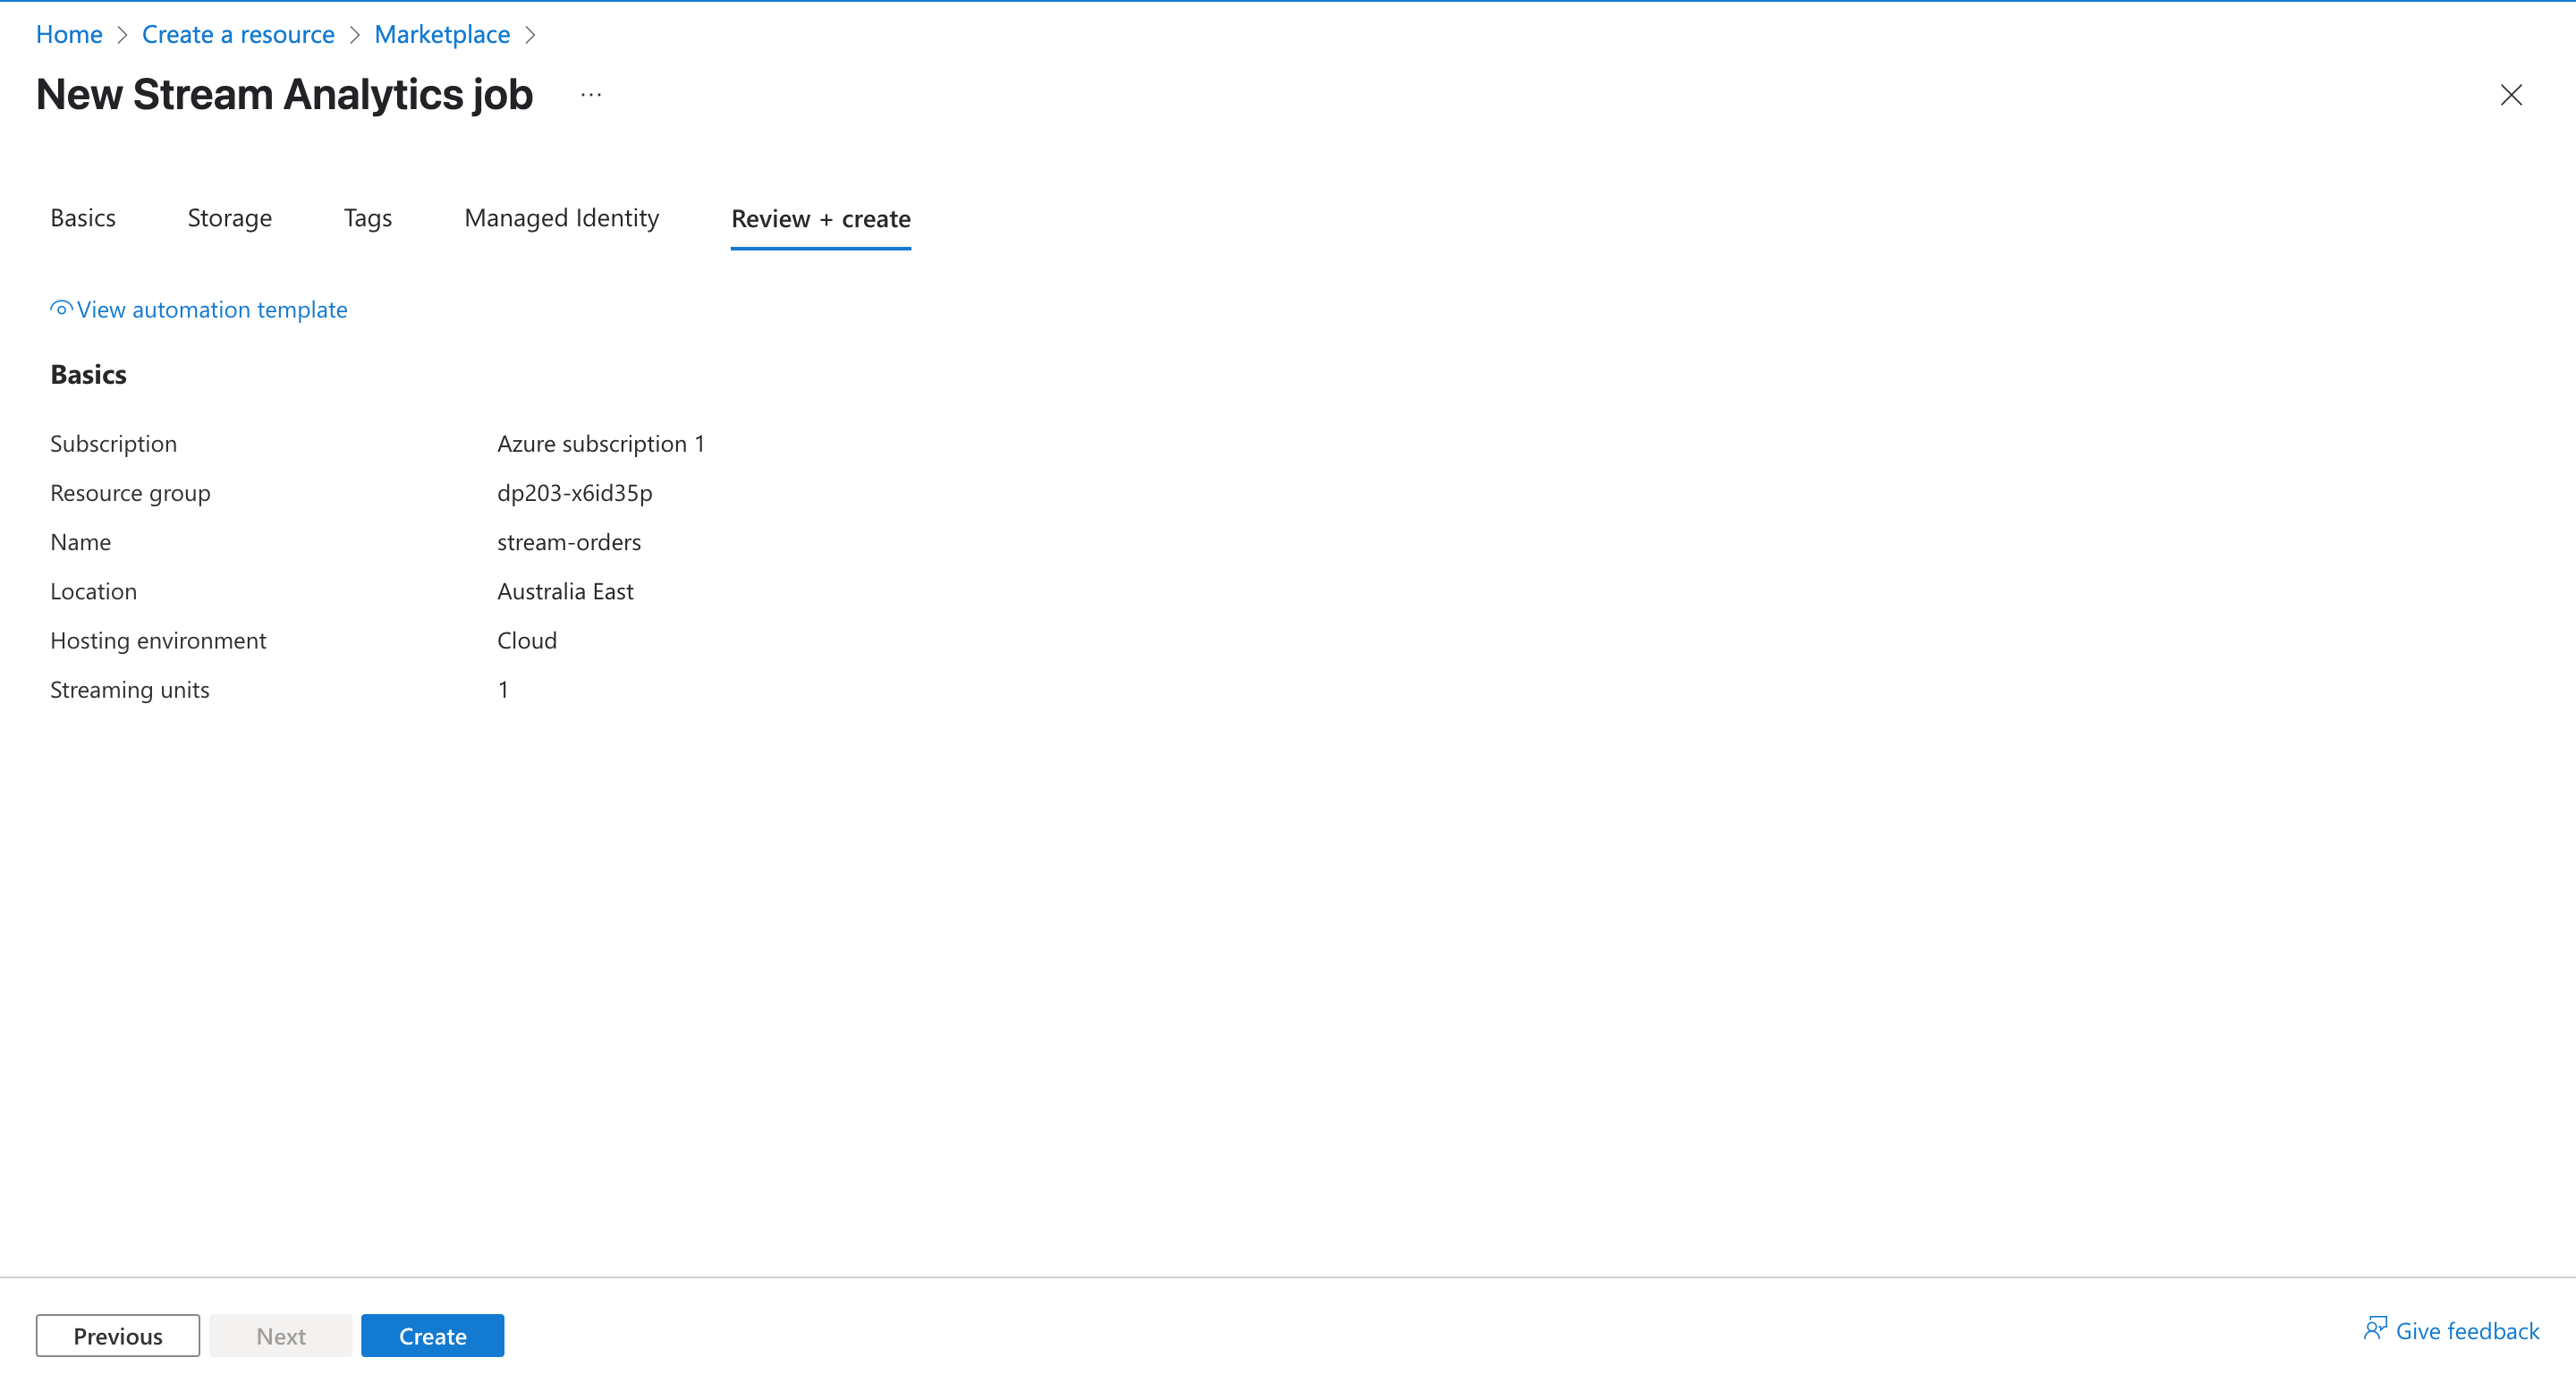 Home > Create a resource > Marketplace >
New Stream Analytics job ...
Basics Storage Tags Managed Identity Review + create
View automation template
Basics
Subscription Azure subscription 1
Resource group dp203-x6id35p
Name stream-orders
Location Australia East
Hosting environment Cloud
Streaming units 1
Previous Next Create Give feedback